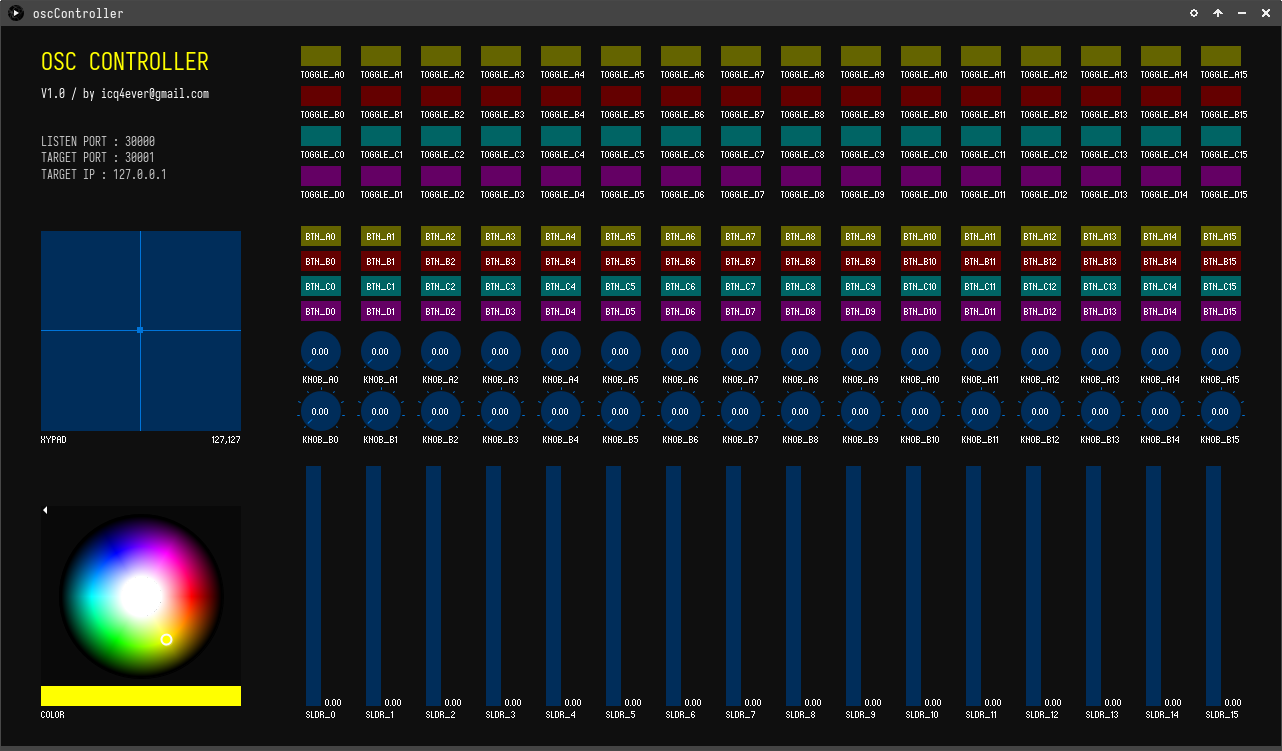 oscController
OSC CONTROLLER
V1.0 / by icq4ever@gmail.com
LISTEN PORT : 30000
TARGET PORT : 30001
TARGET IP : 127.0.0.1
TOGGLE_A0 TOGGLE_A1 TOGGLE_A2 TOGGLE_A3 TOGGLE_A4 TOGGLE_A5 TOGGLE_A6 TOGGLE_A7 TOGGLE_A8 TOGGLE_A9 TOGGLE_A10 TOGGLE_A11 TOGGLE_A12 TOGGLE_A13 TOGGLE_A14 TOGGLE_A15
TOGGLE_B0 TOGGLE_B1 TOGGLE_B2 TOGGLE_B3 TOGGLE_B4 TOGGLE_B5 TOGGLE_B6 TOGGLE_B7 TOGGLE_B8 TOGGLE_B9 TOGGLE_B10 TOGGLE_B11 TOGGLE_B12 TOGGLE_B13 TOGGLE_B14 TOGGLE_B15
TOGGLE_C0 TOGGLE_C1 TOGGLE_C2 TOGGLE_C3 TOGGLE_C4 TOGGLE_C5 TOGGLE_C6 TOGGLE_C7 TOGGLE_C8 TOGGLE_C9 TOGGLE_C10 TOGGLE_C11 TOGGLE_C12 TOGGLE_C13 TOGGLE_C14 TOGGLE_C15
TOGGLE_D0 TOGGLE_D1 TOGGLE_D2 TOGGLE_D3 TOGGLE_D4 TOGGLE_D5 TOGGLE_D6 TOGGLE_D7 TOGGLE_D8 TOGGLE_D9 TOGGLE_D10 TOGGLE_D11 TOGGLE_D12 TOGGLE_D13 TOGGLE_D14 TOGGLE_D15
BTN_A0 BTN_A1 BTN_A2 BTN_A3 BTN_A4 BTN_A5 BTN_A6 BTN_A7 BTN_A8 BTN_A9 BTN_A10 BTN_A11 BTN_A12 BTN_A13 BTN_A14 BTN_A15
BTN_B0 BTN_B1 BTN_B2 BTN_B3 BTN_B4 BTN_B5 BTN_B6 BTN_B7 BTN_B8 BTN_B9 BTN_B10 BTN_B11 BTN_B12 BTN_B13 BTN_B14 BTN_B15
BTN_C0 BTN_C1 BTN_C2 BTN_C3 BTN_C4 BTN_C5 BTN_C6 BTN_C7 BTN_C8 BTN_C9 BTN_C10 BTN_C11 BTN_C12 BTN_C13 BTN_C14 BTN_C15
BTN_D0 BTN_D1 BTN_D2 BTN_D3 BTN_D4 BTN_D5 BTN_D6 BTN_D7 BTN_D8 BTN_D9 BTN_D10 BTN_D11 BTN_D12 BTN_D13 BTN_D14 BTN_D15
0.00 0.00 0.00 0.00 0.00 0.00 0.00 0.00 0.00 0.00 0.00 0.00 0.00 0.00 0.00 0.00
KNOB_A0 KNOB_A1 KNOB_A2 KNOB_A3 KNOB_A4 KNOB_A5 KNOB_A6 KNOB_A7 KNOB_A8 KNOB_A9 KNOB_A10 KNOB_A11 KNOB_A12 KNOB_A13 KNOB_A14 KNOB_A15
0.00 0.00 0.00 0.00 0.00 0.00 0.00 0.00 0.00 0.00 0.00 0.00 0.00 0.00 0.00 0.00
KNOB_B0 KNOB_B1 KNOB_B2 KNOB_B3 KNOB_B4 KNOB_B5 KNOB_B6 KNOB_B7 KNOB_B8 KNOB_B9 KNOB_B10 KNOB_B11 KNOB_B12 KNOB_B13 KNOB_B14 KNOB_B15
XYPAD 127,127
0.00 0.00 0.00 0.00 0.00 0.00 0.00 0.00 0.00 0.00 0.00 0.00 0.00 0.00 0.00 0.00
SLDR_0 SLDR_1 SLDR_2 SLDR_3 SLDR_4 SLDR_5 SLDR_6 SLDR_7 SLDR_8 SLDR_9 SLDR_10 SLDR_11 SLDR_12 SLDR_13 SLDR_14 SLDR_15
COLOR